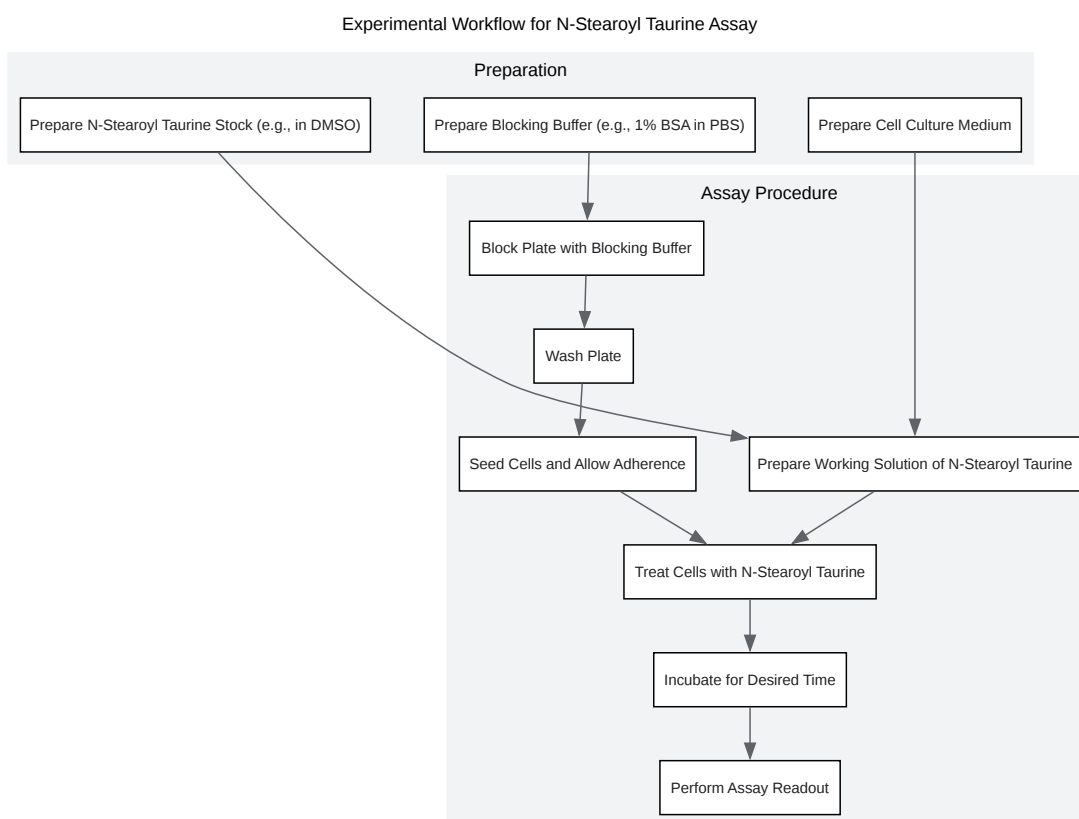 Experimental Workflow for N-Stearoyl Taurine Assay
Preparation
Prepare N-Stearoyl Taurine Stock (e.g., in DMSO)
Prepare Blocking Buffer (e.g., 1% BSA in PBS)
Prepare Cell Culture Medium
Assay Procedure
Block Plate with Blocking Buffer
Wash Plate
Seed Cells and Allow Adherence
Prepare Working Solution of N-Stearoyl Taurine
Treat Cells with N-Stearoyl Taurine
Incubate for Desired Time
Perform Assay Readout